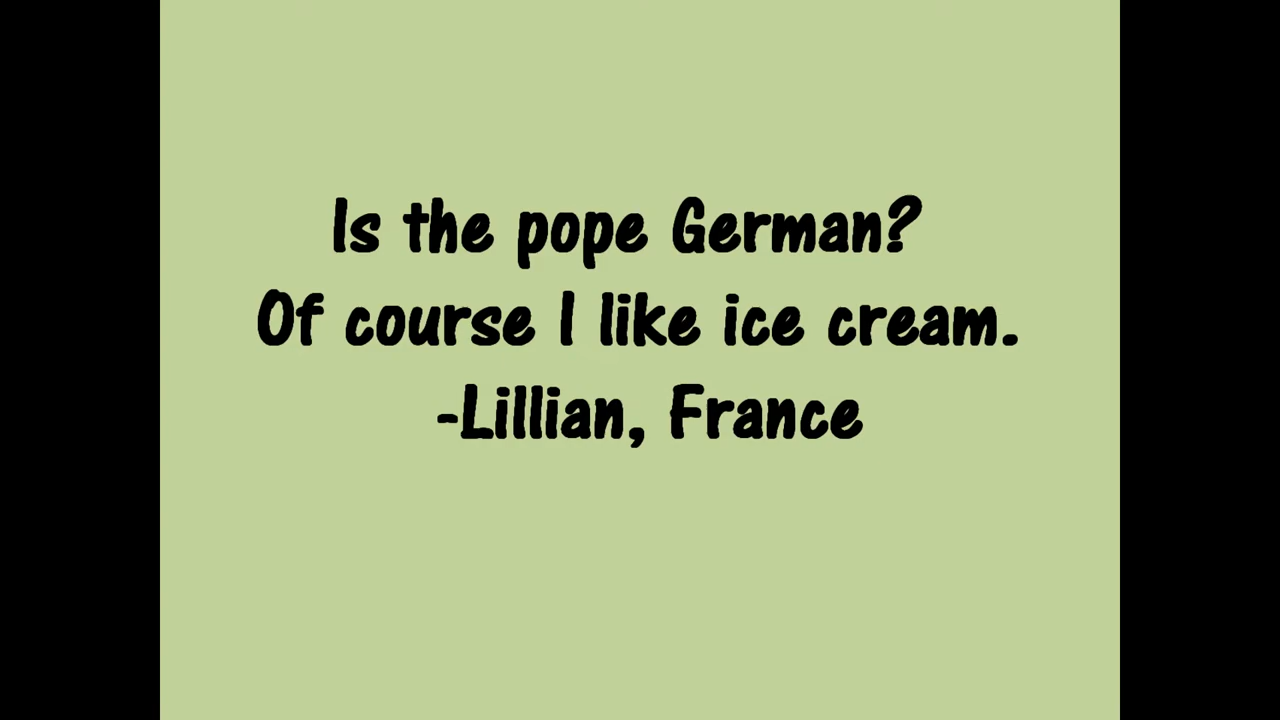 Is the pope German?
Of course I like ice cream.
-Lillian, France